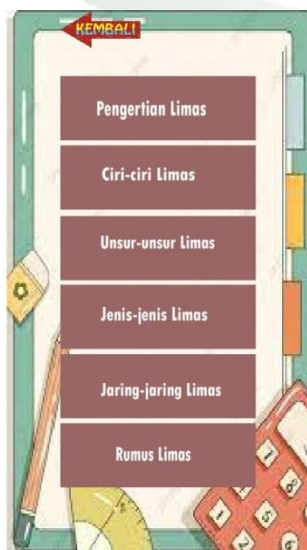 KEMBALI
Pengertian Limas
Ciri-ciri Limas
Unsur-unsur Limas
Jenis-jenis Limas
Jaring-jaring Limas
Rumus Limas